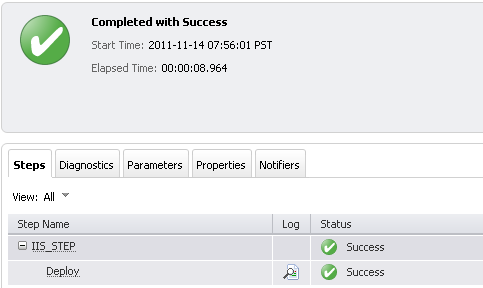 Completed with Success
Start Time: 2011-11-14 07:56:01 PST
Elapsed Time: 00:00:08.964
Steps Diagnostics Parameters Properties Notifiers
View: All
Step Name Log Status
IIS_STEP Success
Deploy Success